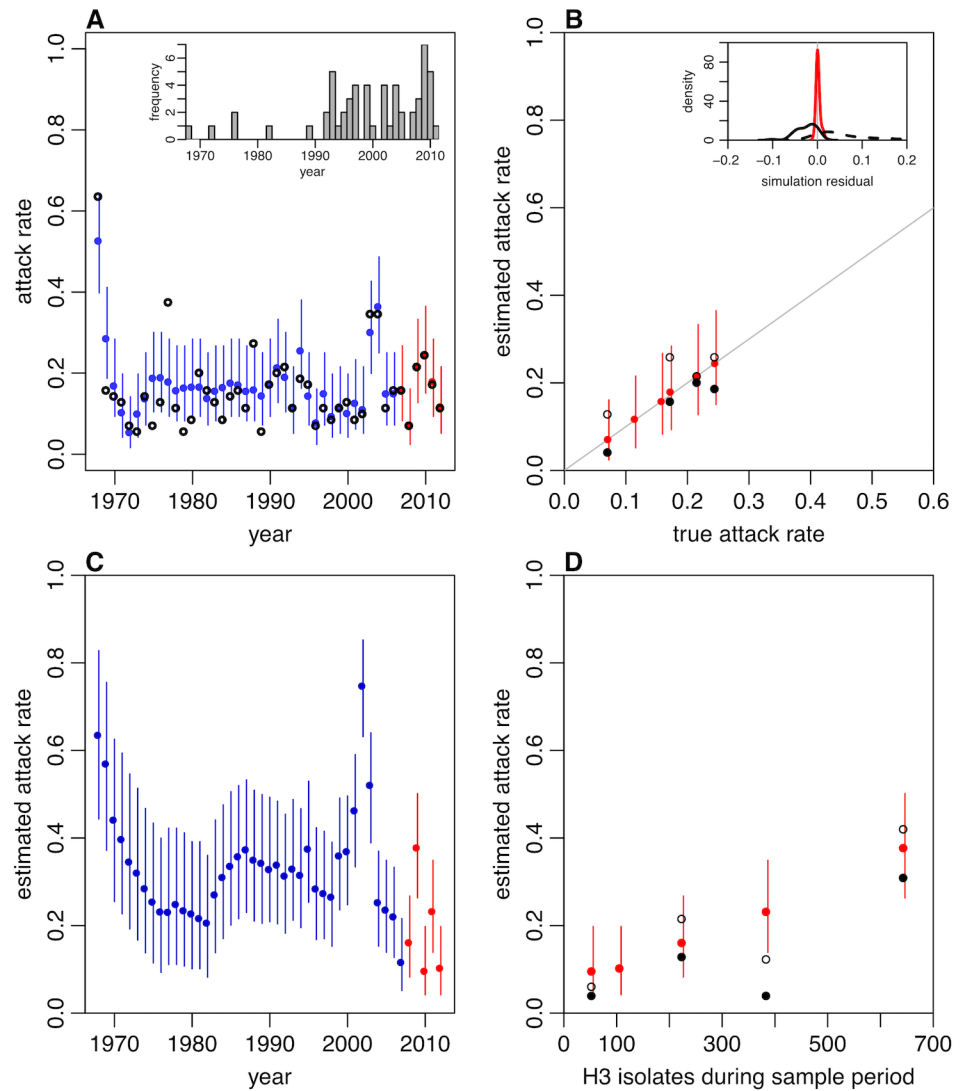 A
1.0
0.8
0.6
0.4
0.2
0.0
attack rate
1970 1980 1990 2000 2010
year
frequency
0 2 4 6
1970 1980 1990 2000 2010
year
B
1.0
0.8
0.6
0.4
0.2
0.0
estimated attack rate
0.0 0.1 0.2 0.3 0.4 0.5 0.6
true attack rate
density
0 40 80
−0.2 −0.1 0.0 0.1 0.2
simulation residual
C
1.0
0.8
0.6
0.4
0.2
0.0
estimated attack rate
1970 1980 1990 2000 2010
year
D
1.0
0.8
0.6
0.4
0.2
0.0
estimated attack rate
0 100 300 500 700
H3 isolates during sample period